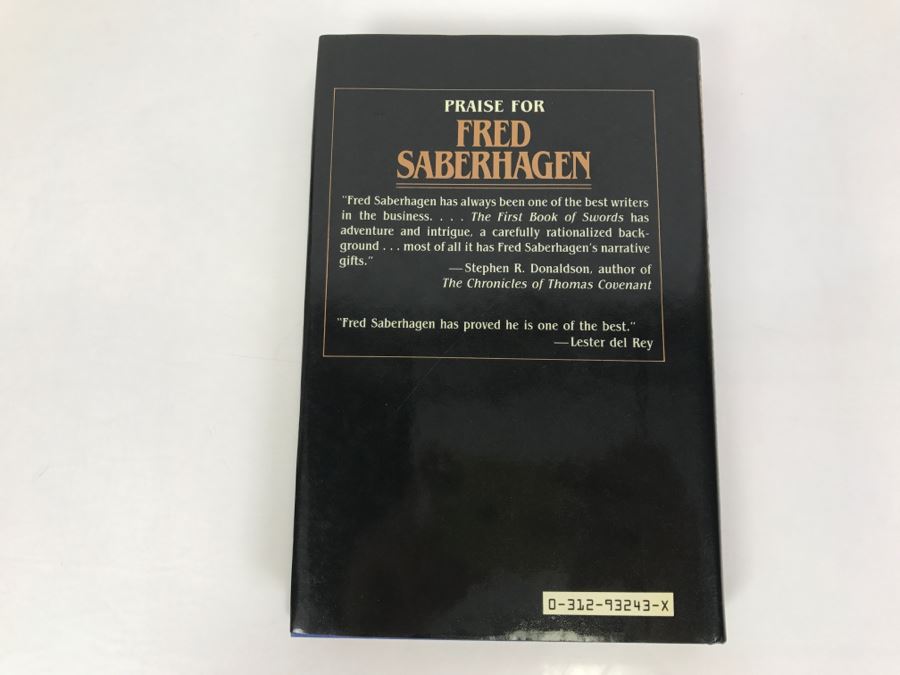 PRAISE FOR
FRED
SABERHAGEN
"Fred Saberhagen has always been one of the best writers
in the business. . . . The First Book of Swords has
adventure and intrigue, a carefully rationalized back-
ground . . . most of all it has Fred Saberhagen's narrative
gifts."
—Stephen R. Donaldson, author of
The Chronicles of Thomas Covenant
"Fred Saberhagen has proved he is one of the best."
—Lester del Rey
0-312-93243-X